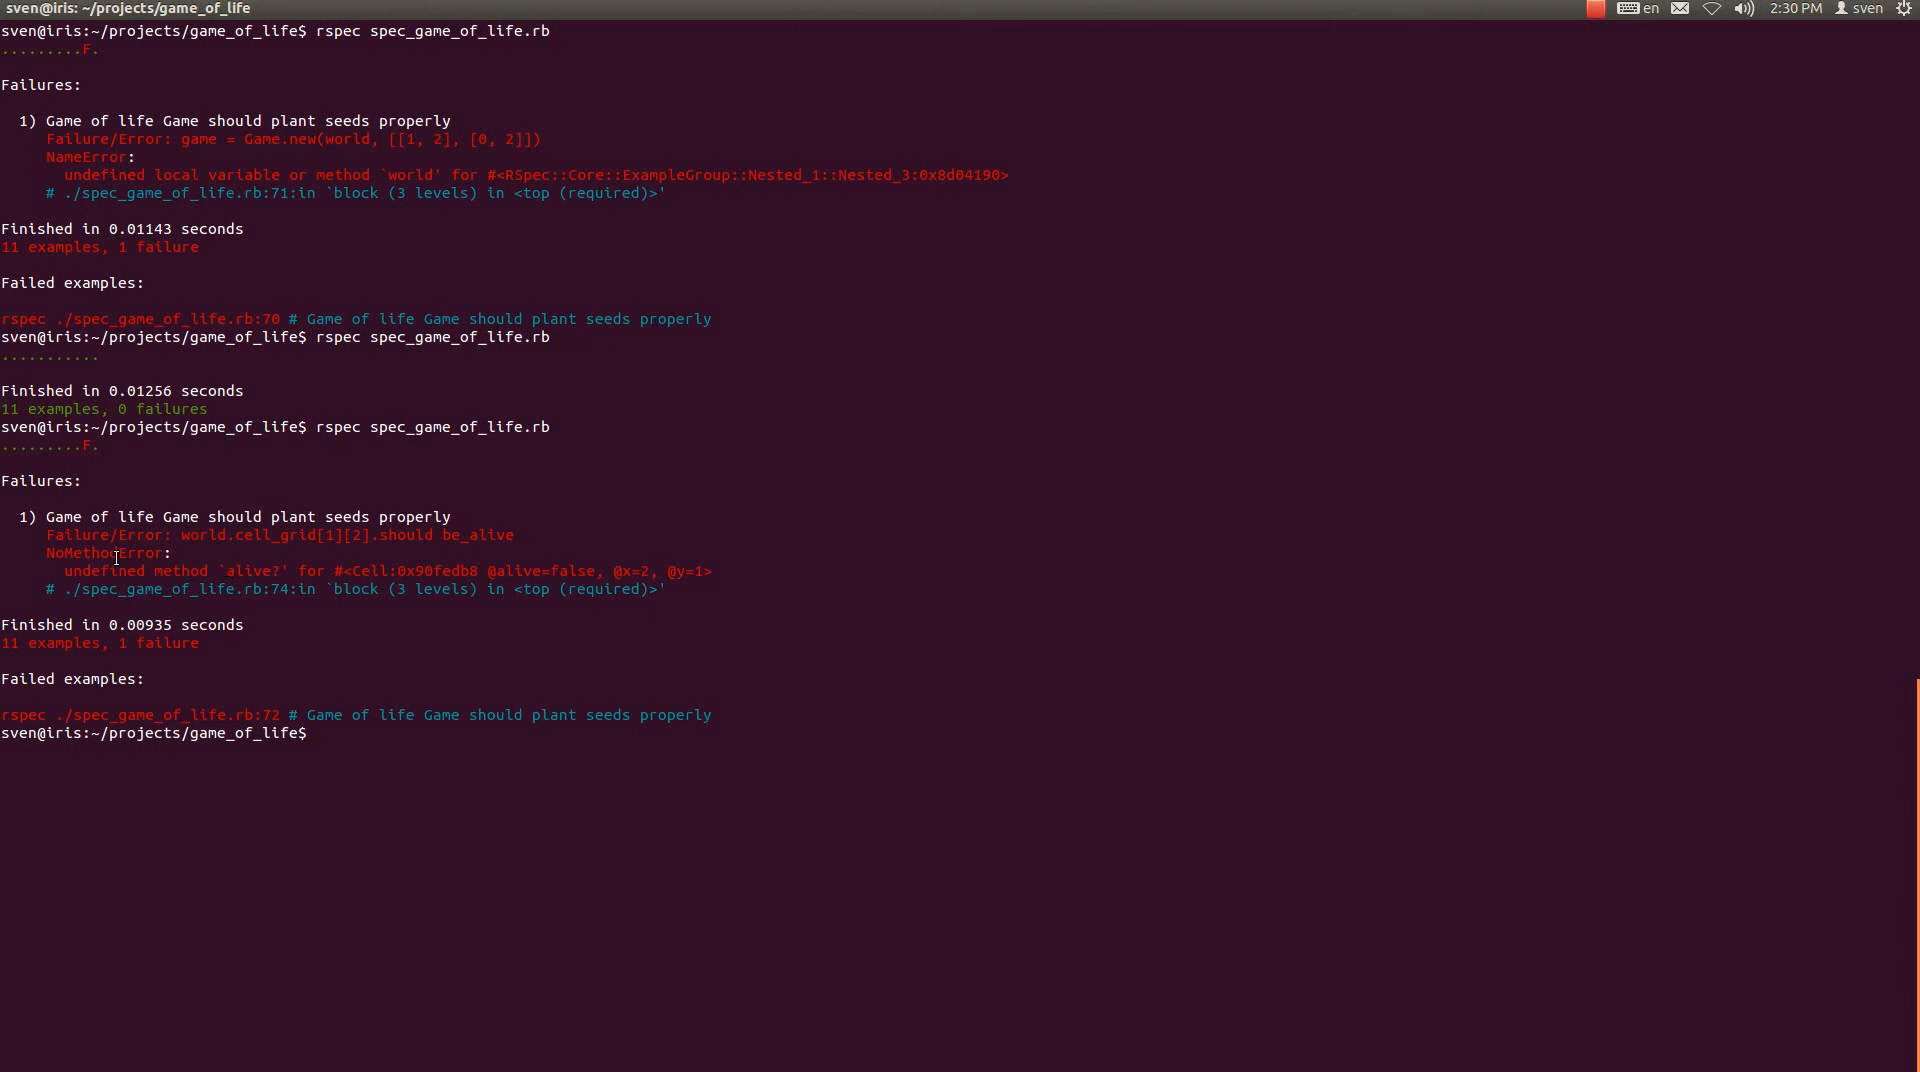 sven@iris: ~/projects/game_of_life en 2:30 PM sven
sven@iris:~/projects/game_of_life$ rspec spec_game_of_life.rb
.........F.
Failures:
1) Game of life Game should plant seeds properly
Failure/Error: game = Game.new(world, [[1, 2], [0, 2]])
NameError:
undefined local variable or method `world' for #<RSpec::Core::ExampleGroup::Nested_1::Nested_3:0x8d04190>
# ./spec_game_of_life.rb:71:in `block (3 levels) in <top (required)>'
Finished in 0.01143 seconds
11 examples, 1 failure
Failed examples:
rspec ./spec_game_of_life.rb:70 # Game of life Game should plant seeds properly
sven@iris:~/projects/game_of_life$ rspec spec_game_of_life.rb
...........
Finished in 0.01256 seconds
11 examples, 0 failures
sven@iris:~/projects/game_of_life$ rspec spec_game_of_life.rb
.........F.
Failures:
1) Game of life Game should plant seeds properly
Failure/Error: world.cell_grid[1][2].should be_alive
NoMethodError:
undefined method `alive?' for #<Cell:0x90fedb8 @alive=false, @x=2, @y=1>
# ./spec_game_of_life.rb:74:in `block (3 levels) in <top (required)>'
Finished in 0.00935 seconds
11 examples, 1 failure
Failed examples:
rspec ./spec_game_of_life.rb:72 # Game of life Game should plant seeds properly
sven@iris:~/projects/game_of_life$